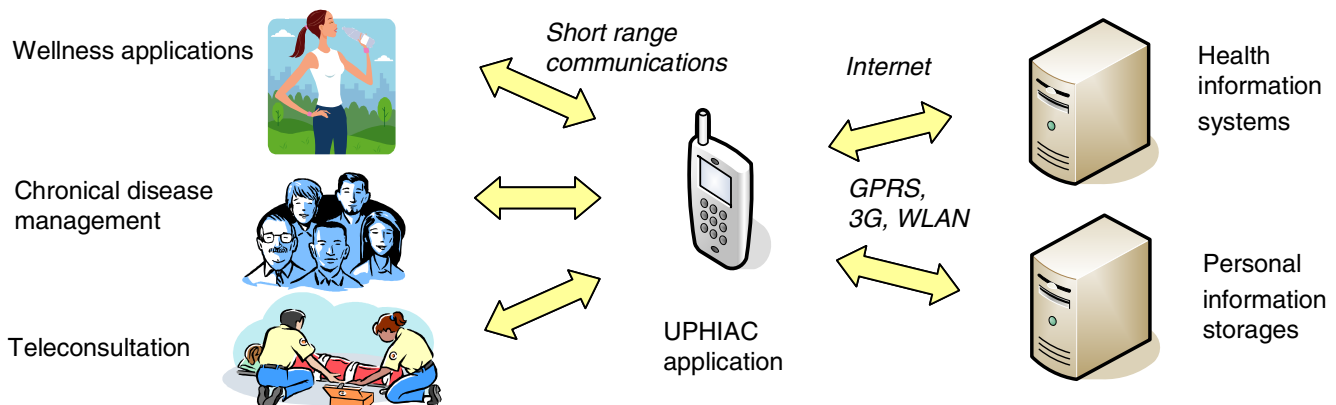 Wellness applications
Short range
communications
Internet
Health
information
systems
Chronical disease
management
GPRS,
3G, WLAN
Teleconsultation
UPHIAC
application
Personal
information
storages